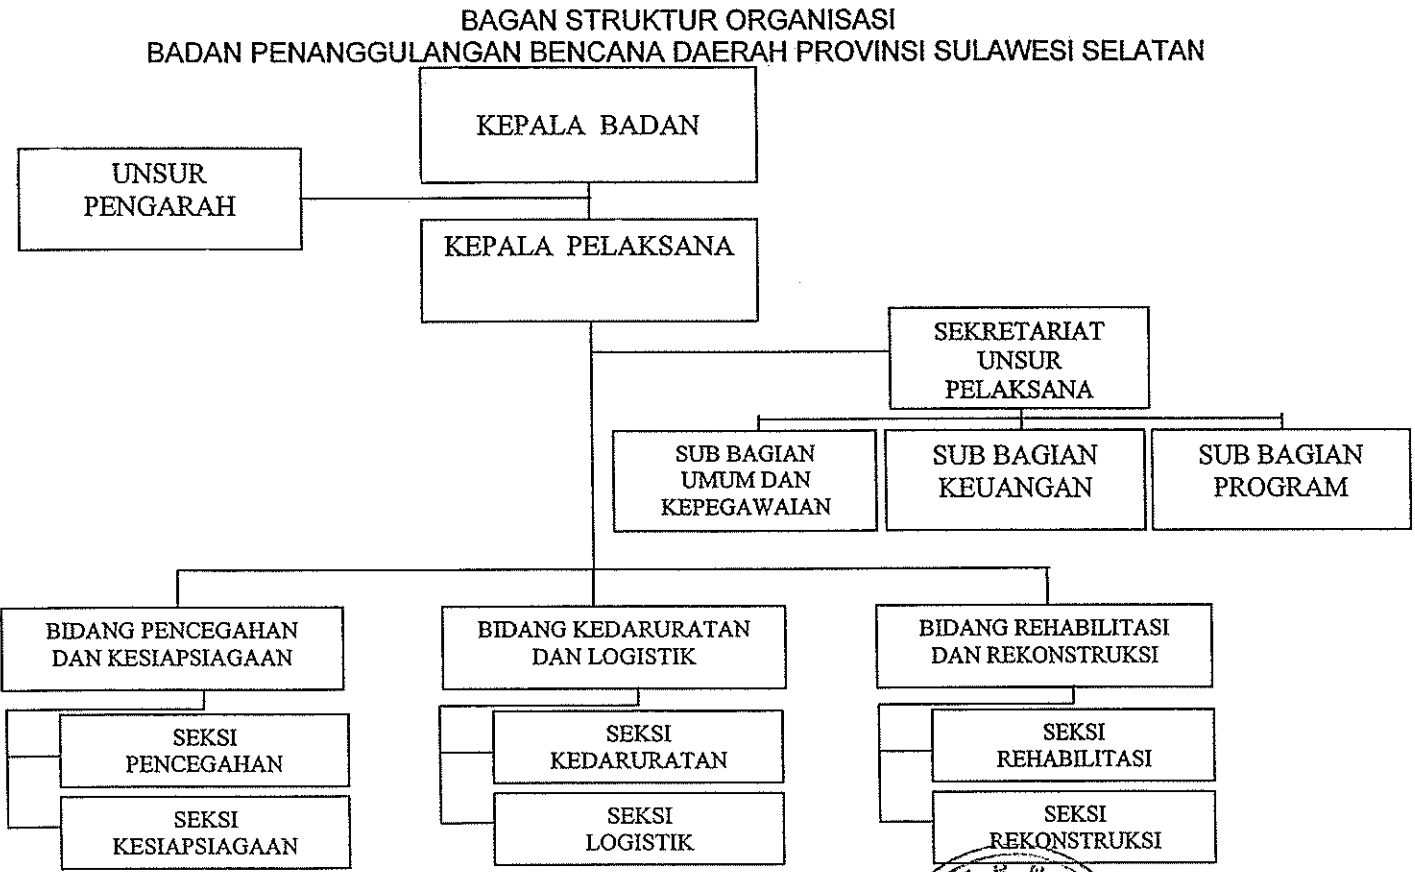 BAGAN STRUKTUR ORGANISASI
BADAN PENANGGULANGAN BENCANA DAERAH PROVINSI SULAWESI SELATAN
KEPALA BADAN
UNSUR
PENGARAH
KEPALA PELAKSANA
SEKRETARIAT
UNSUR
PELAKSANA
SUB BAGIAN
UMUM DAN
KEPEGAWAIAN
SUB BAGIAN
KEUANGAN
SUB BAGIAN
PROGRAM
BIDANG PENCEGAHAN
DAN KESIAPSIAGAAN
BIDANG KEDARURATAN
DAN LOGISTIK
BIDANG REHABILITASI
DAN REKONSTRUKSI
SEKSI
PENCEGAHAN
SEKSI
KESIAPSIAGAAN
SEKSI
KEDARURATAN
SEKSI
LOGISTIK
SEKSI
REHABILITASI
SEKSI
REKONSTRUKSI